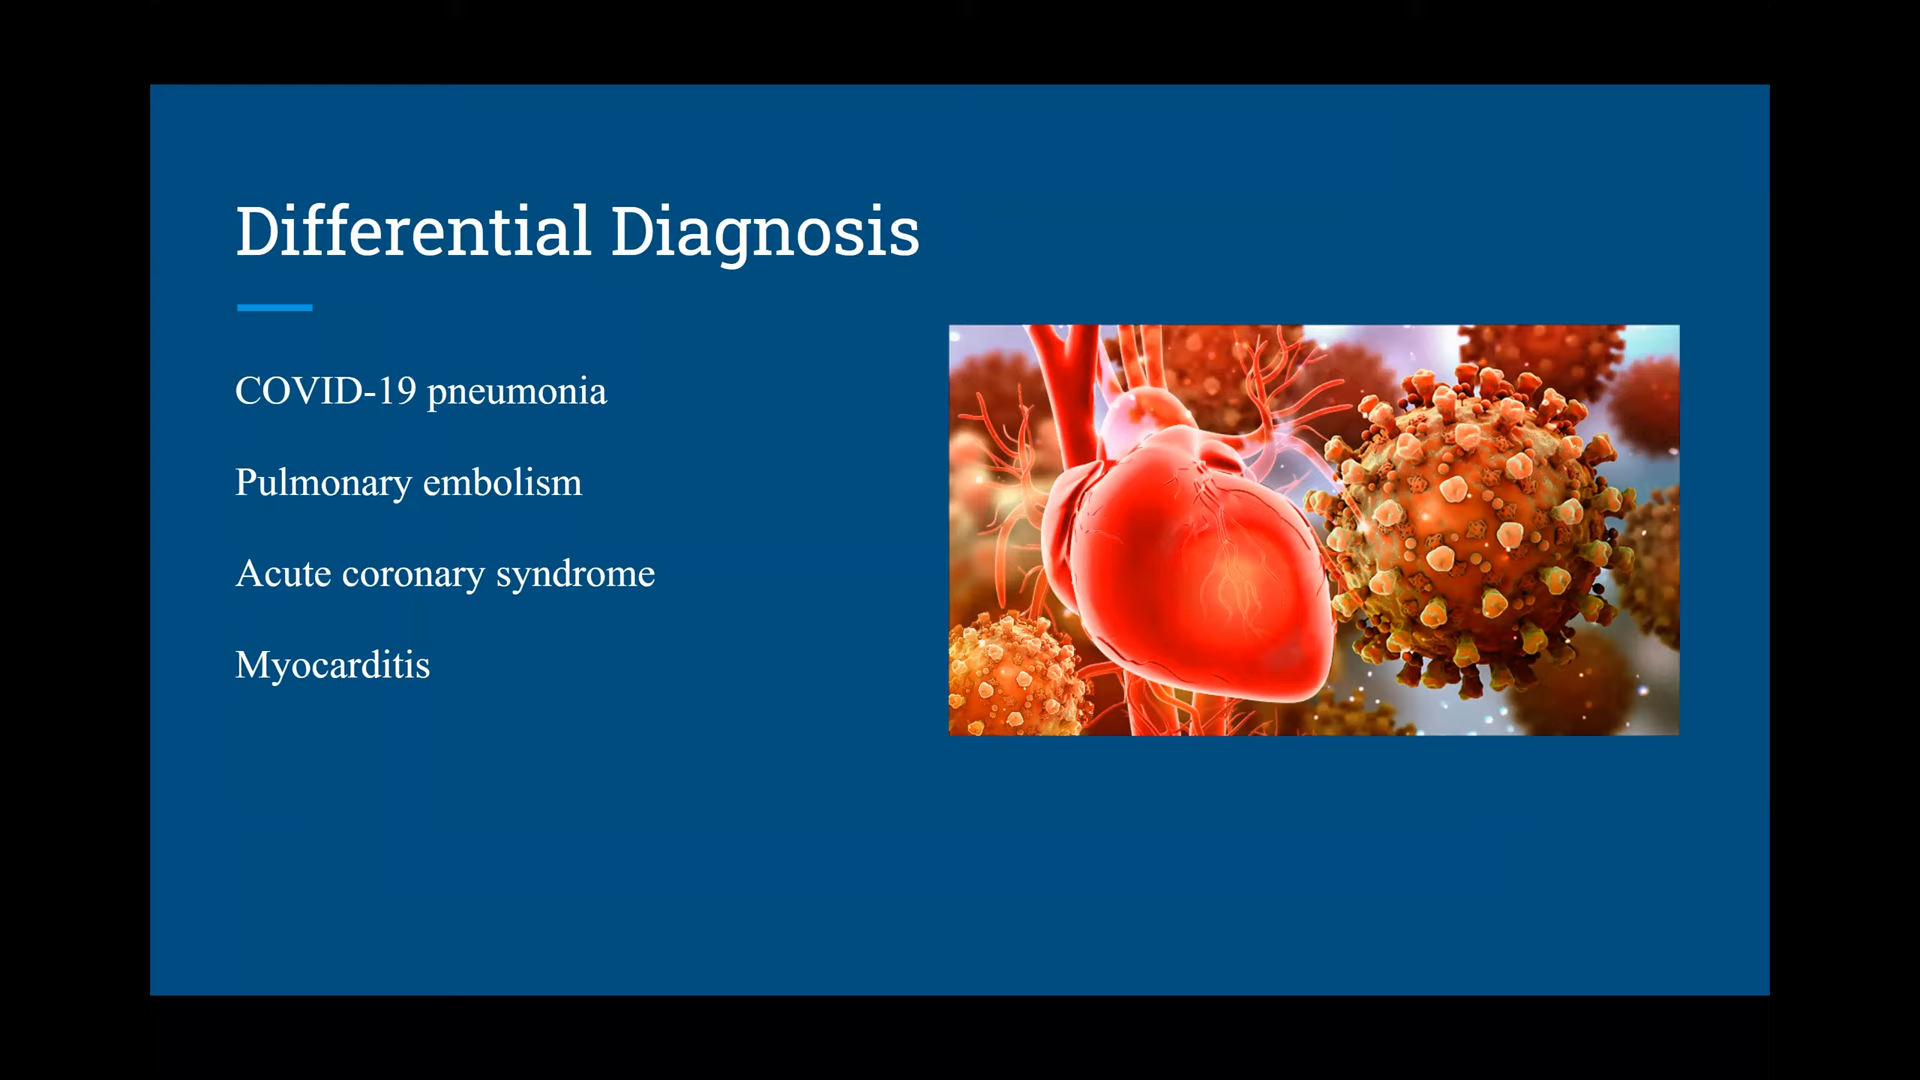 Differential Diagnosis
COVID-19 pneumonia
Pulmonary embolism
Acute coronary syndrome
Myocarditis